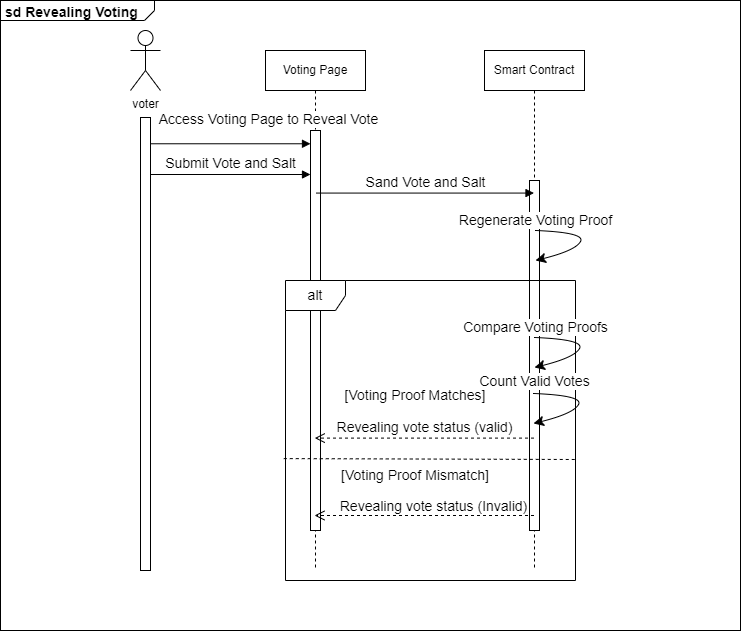 sd Revealing Voting
Voting Page
Smart Contract
voter
Access Voting Page to Reveal Vote
Submit Vote and Salt
Sand Vote and Salt
Regenerate Voting Proof
alt
Compare Voting Proofs
Count Valid Votes
[Voting Proof Matches]
Revealing vote status (valid)
[Voting Proof Mismatch]
Revealing vote status (Invalid)